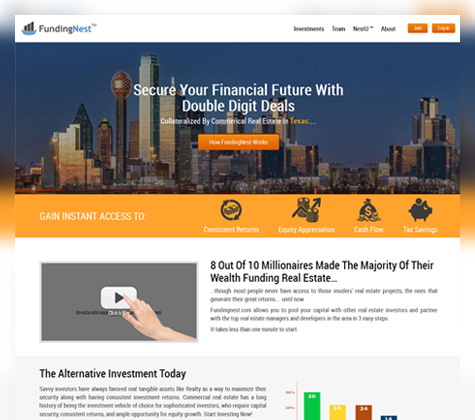 FundingNest™
Investments Team NestU™ About Join Log In
Secure Your Financial Future With
Double Digit Deals
Collateralized By Commerical Real Estate In Texas....
How FundingNest Works
GAIN INSTANT ACCESS TO:
Consistent Returns Equity Appreciation Cash Flow Tax Savings
8 Out Of 10 Millionaires Made The Majority Of Their
Wealth Funding Real Estate...
...though most people never have access to those insiders' real estate projects, the ones that
generate their great returns... until now.
Fundingnest.com allows you to pool your capital with other real estate investors and partner
with the top real estate managers and developers in the area in 3 easy steps.
It takes less than one minute to start.
The Alternative Investment Today
Savvy investors have always favored real tangible assets like Realty as a way to maximize their
security along with having consistent investment returns. Commercial real estate has a long
history of being the investment vehicle of choice for sophisticated investors, who require capital
security, consistent returns, and ample opportunity for equity growth. Start Investing Now!
30%
20%
30
24
24